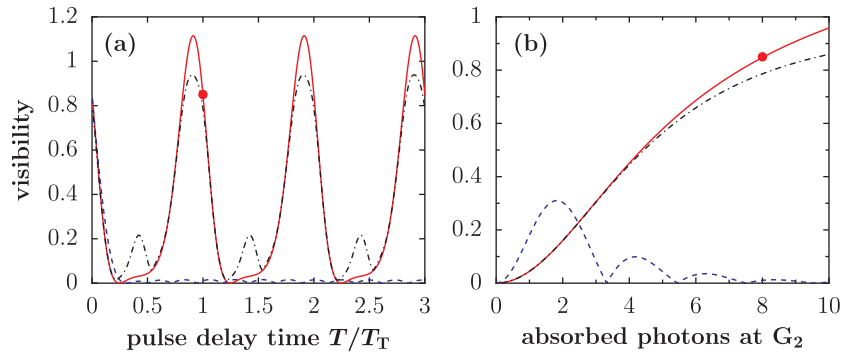 (a)
(b)
visibility
1.2
1
0.8
0.6
0.4
0.2
0
0 0.5 1 1.5 2 2.5 3
pulse delay time T/T_T
1
0.8
0.6
0.4
0.2
0
0 2 4 6 8 10
absorbed photons at G_2